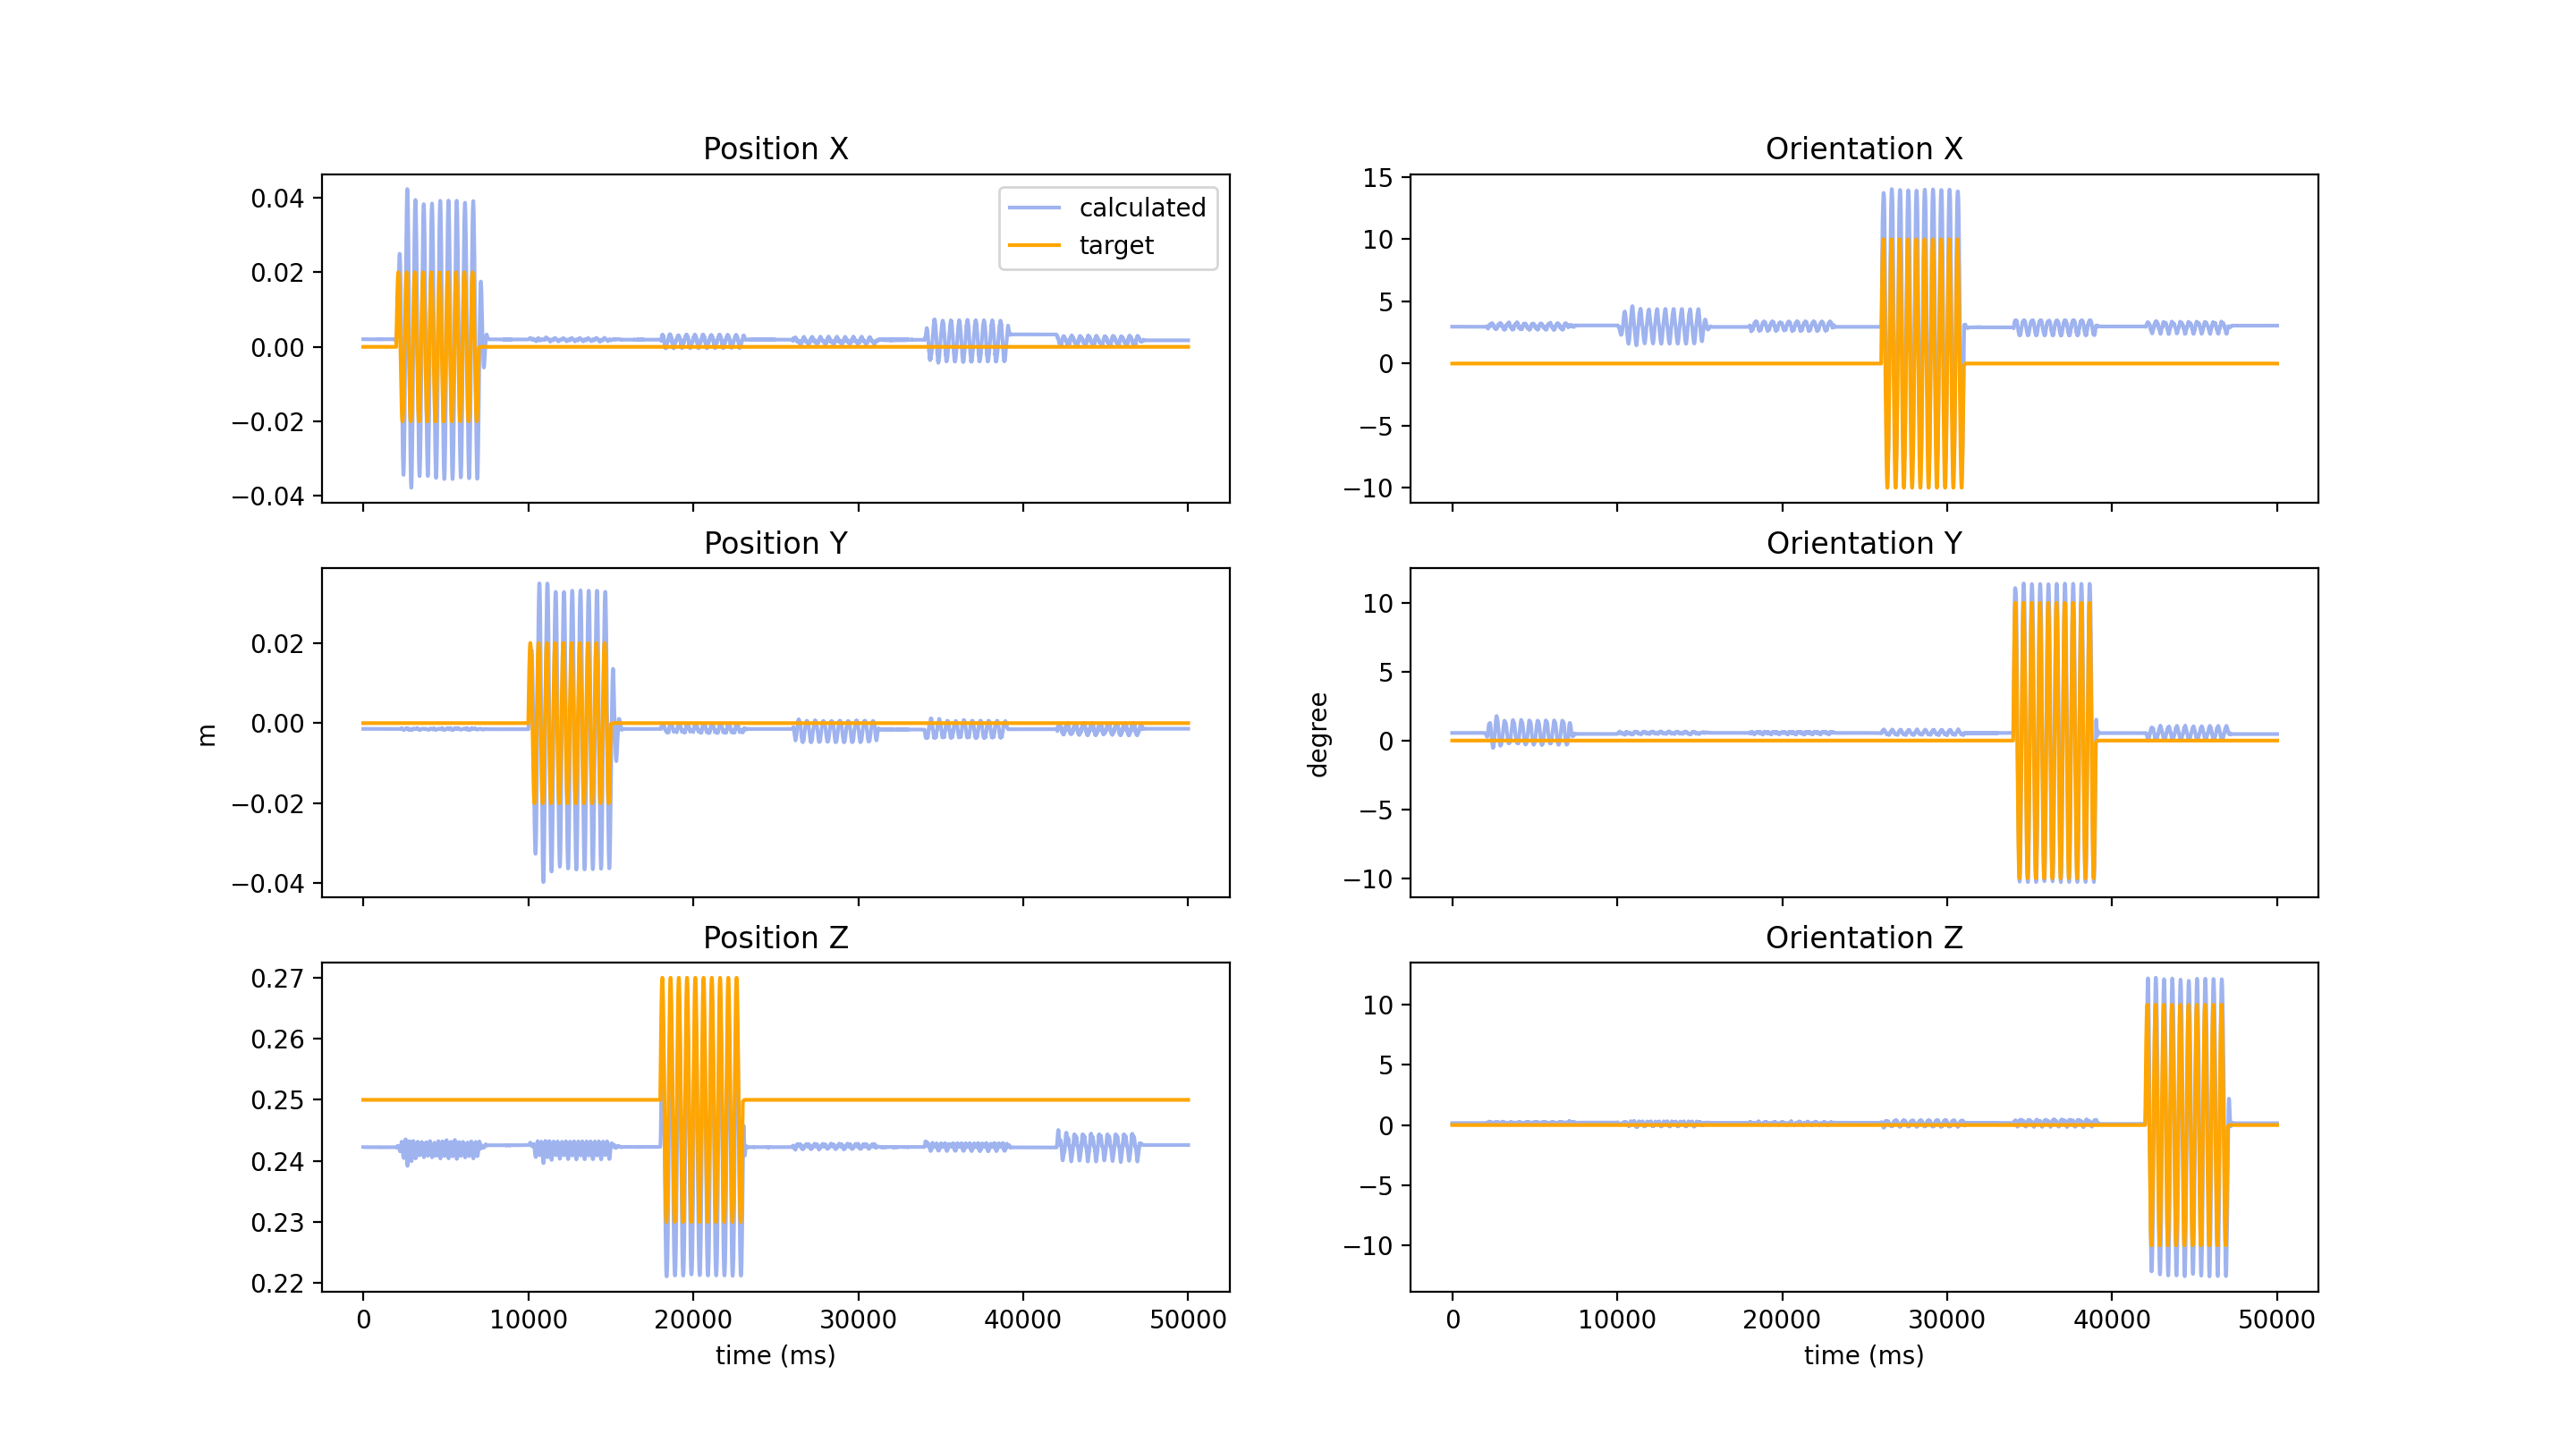 Position X
0.04
0.02
0.00
−0.02
−0.04
calculated
target
Orientation X
15
10
5
0
−5
−10
Position Y
m
0.02
0.00
−0.02
−0.04
Orientation Y
degree
10
5
0
−5
−10
Position Z
0.27
0.26
0.25
0.24
0.23
0.22
0 10000 20000 30000 40000 50000
time (ms)
Orientation Z
10
5
0
−5
−10
0 10000 20000 30000 40000 50000
time (ms)